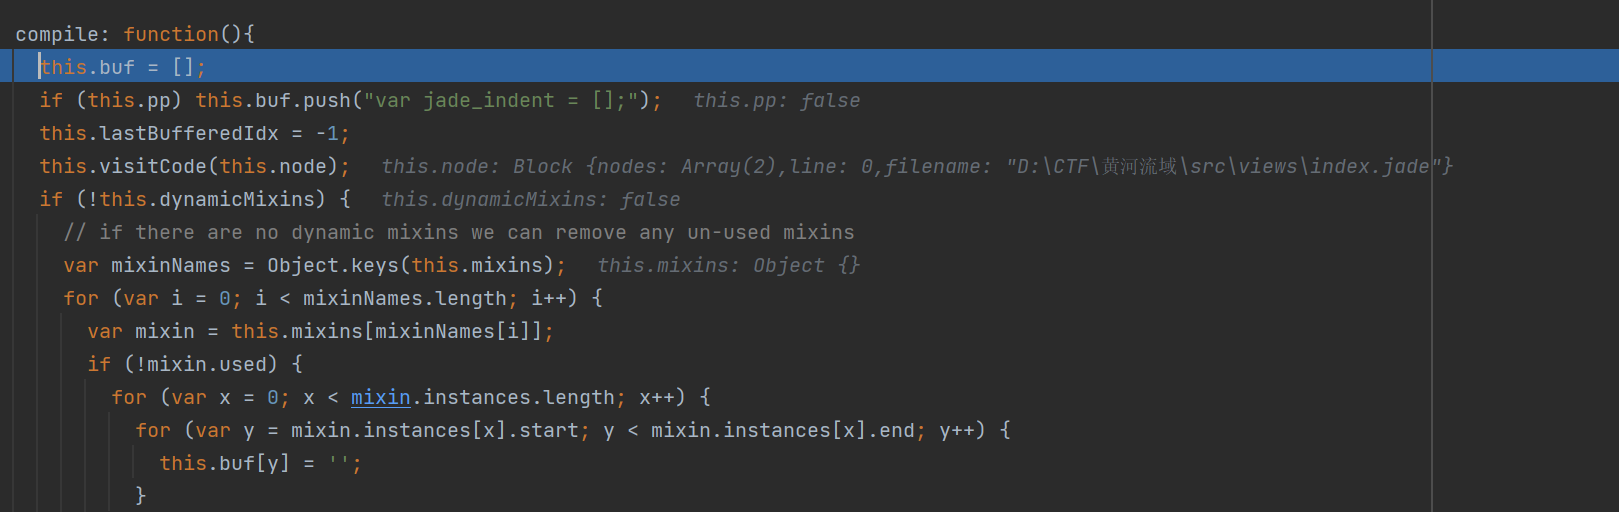 compile: function(){
this.buf = [];
if (this.pp) this.buf.push("var jade_indent = [];"); this.pp: false
this.lastBufferedIdx = -1;
this.visitCode(this.node); this.node: Block {nodes: Array(2),line: 0,filename: "D:\CTF\黄河流域\src\views\index.jade"}
if (!this.dynamicMixins) { this.dynamicMixins: false
// if there are no dynamic mixins we can remove any un-used mixins
var mixinNames = Object.keys(this.mixins); this.mixins: Object {}
for (var i = 0; i < mixinNames.length; i++) {
var mixin = this.mixins[mixinNames[i]];
if (!mixin.used) {
for (var x = 0; x < mixin.instances.length; x++) {
for (var y = mixin.instances[x].start; y < mixin.instances[x].end; y++) {
this.buf[y] = '';
}